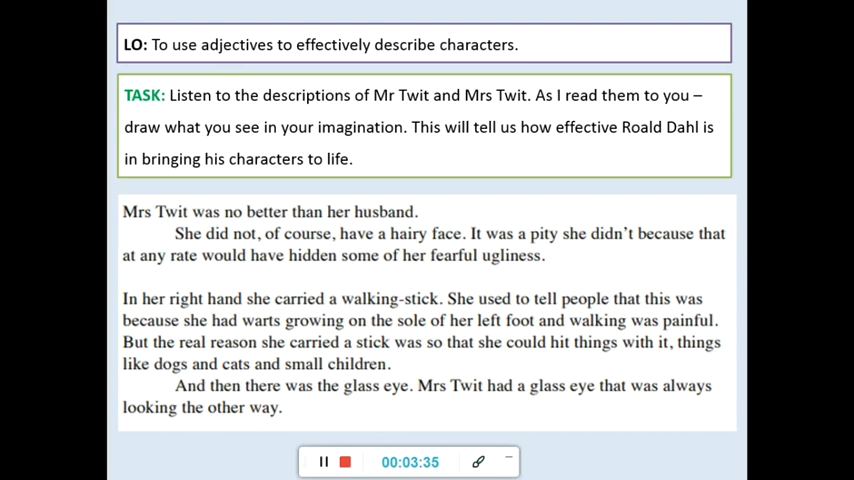 LO: To use adjectives to effectively describe characters.
TASK: Listen to the descriptions of Mr Twit and Mrs Twit. As I read them to you –
draw what you see in your imagination. This will tell us how effective Roald Dahl is
in bringing his characters to life.
Mrs Twit was no better than her husband.
She did not, of course, have a hairy face. It was a pity she didn't because that
at any rate would have hidden some of her fearful ugliness.
In her right hand she carried a walking-stick. She used to tell people that this was
because she had warts growing on the sole of her left foot and walking was painful.
But the real reason she carried a stick was so that she could hit things with it, things
like dogs and cats and small children.
And then there was the glass eye. Mrs Twit had a glass eye that was always
looking the other way.
00:03:35